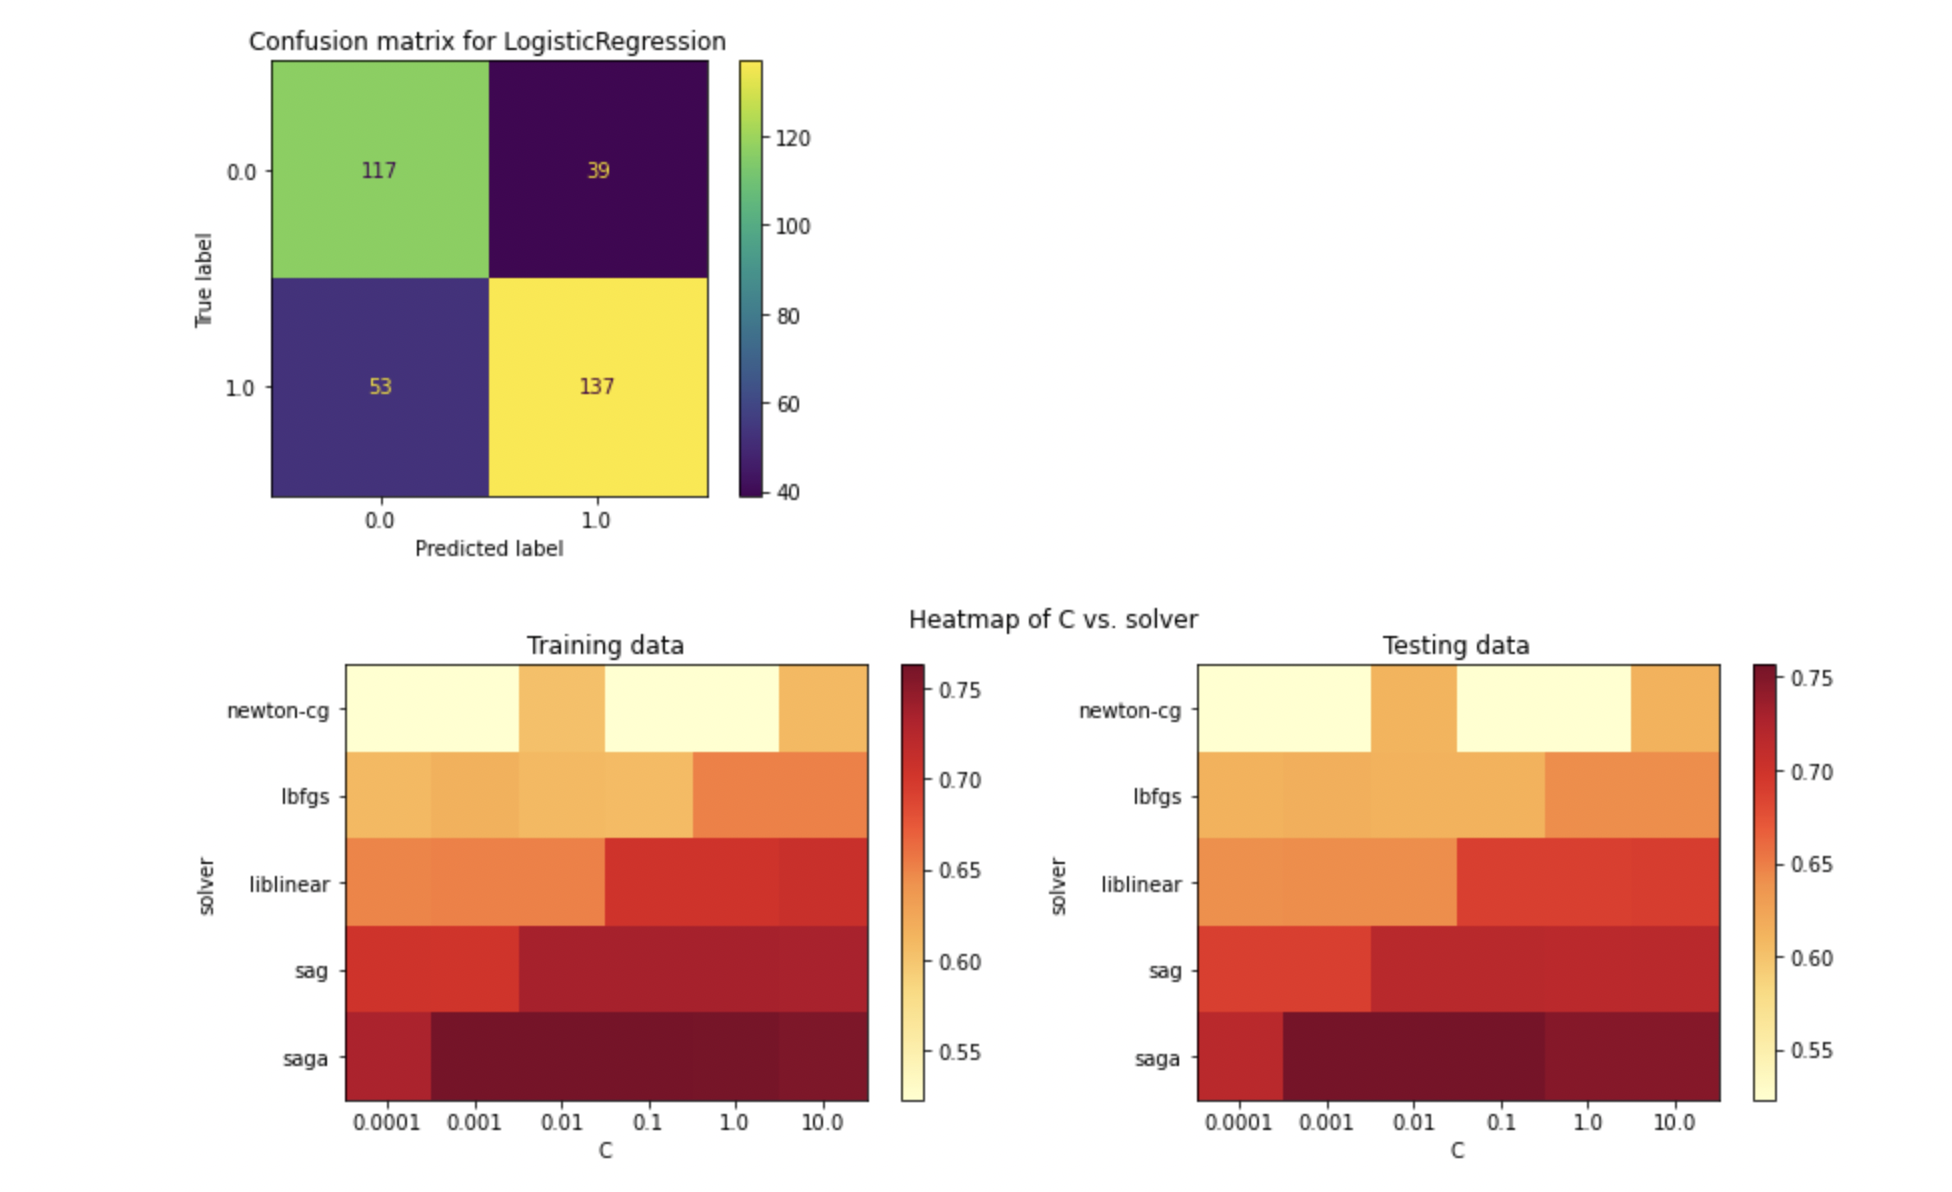 Confusion matrix for LogisticRegression
True label
0.0
117
39
1.0
53
137
0.0
1.0
Predicted label
120
100
80
60
40
Heatmap of C vs. solver
Training data
solver
newton-cg
lbfgs
liblinear
sag
saga
0.0001 0.001 0.01 0.1 1.0 10.0
C
0.75
0.70
0.65
0.60
0.55
Testing data
solver
newton-cg
lbfgs
liblinear
sag
saga
0.0001 0.001 0.01 0.1 1.0 10.0
C
0.75
0.70
0.65
0.60
0.55